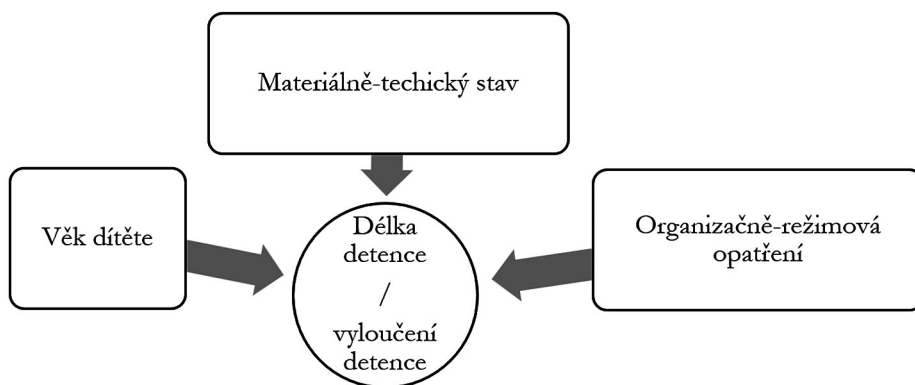 Materiálně-techický stav
Věk dítěte
Délka
detence
/
vyloučení
detence
Organizačně-režimová
opatření